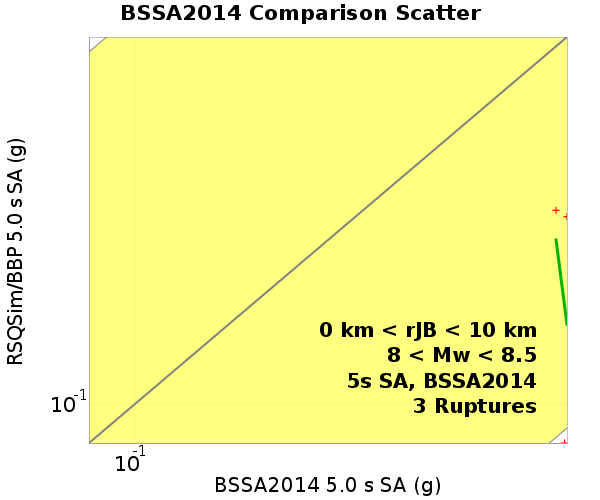 BSSA2014 Comparison Scatter
RSQSim/BBP 5.0 s SA (g)
0 km < rJB < 10 km
8 < Mw < 8.5
5s SA, BSSA2014
3 Ruptures
10-1
10-1
BSSA2014 5.0 s SA (g)